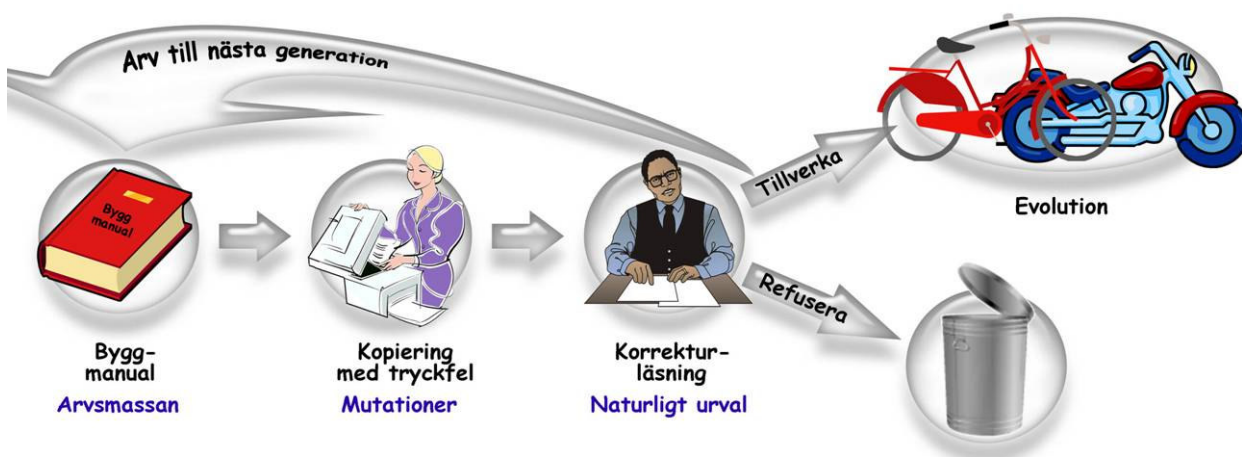 Arv till nästa generation
Bygg
manual
Tillverka
Evolution
Refusera
Bygg-
manual
Arvsmassan
Kopiering
med tryckfel
Mutationer
Korrektur-
läsning
Naturligt urval